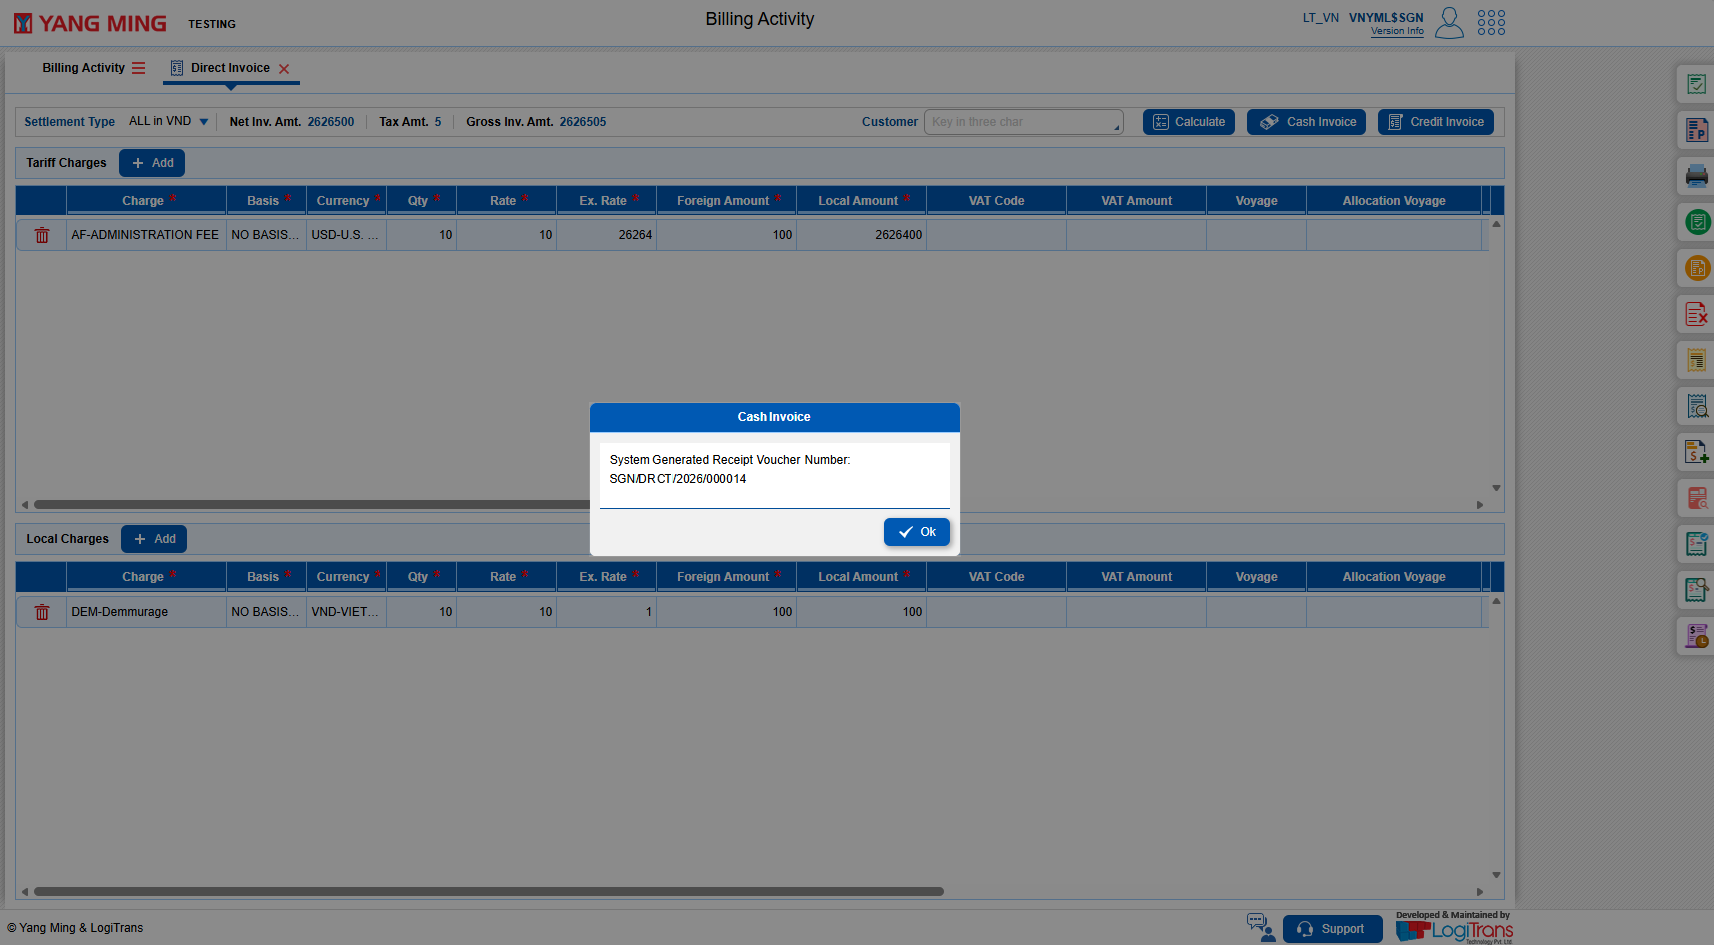 YANG MING TESTING
Billing Activity
LT_VN VNYML$SGN
Version Info
Billing Activity Direct Invoice
Settlement Type ALL in VND Net Inv. Amt. 2626500 Tax Amt. 5 Gross Inv. Amt. 2626505 Customer Key in three char Calculate Cash Invoice Credit Invoice
Tariff Charges + Add
Charge * Basis * Currency * Qty * Rate * Ex. Rate * Foreign Amount * Local Amount * VAT Code VAT Amount Voyage Allocation Voyage
AF-ADMINISTRATION FEE NO BASIS... USD-U.S. ... 10 10 26264 100 2626400
Cash Invoice
System Generated Receipt Voucher Number:
SGN/DRCT/2026/000014
Ok
Local Charges + Add
Charge * Basis * Currency * Qty * Rate * Ex. Rate * Foreign Amount * Local Amount * VAT Code VAT Amount Voyage Allocation Voyage
DEM-Demmurage NO BASIS... VND-VIET... 10 10 1 100 100
© Yang Ming & LogiTrans
Support
Developed & Maintained by
LogiTrans
Technology Pvt. Ltd.